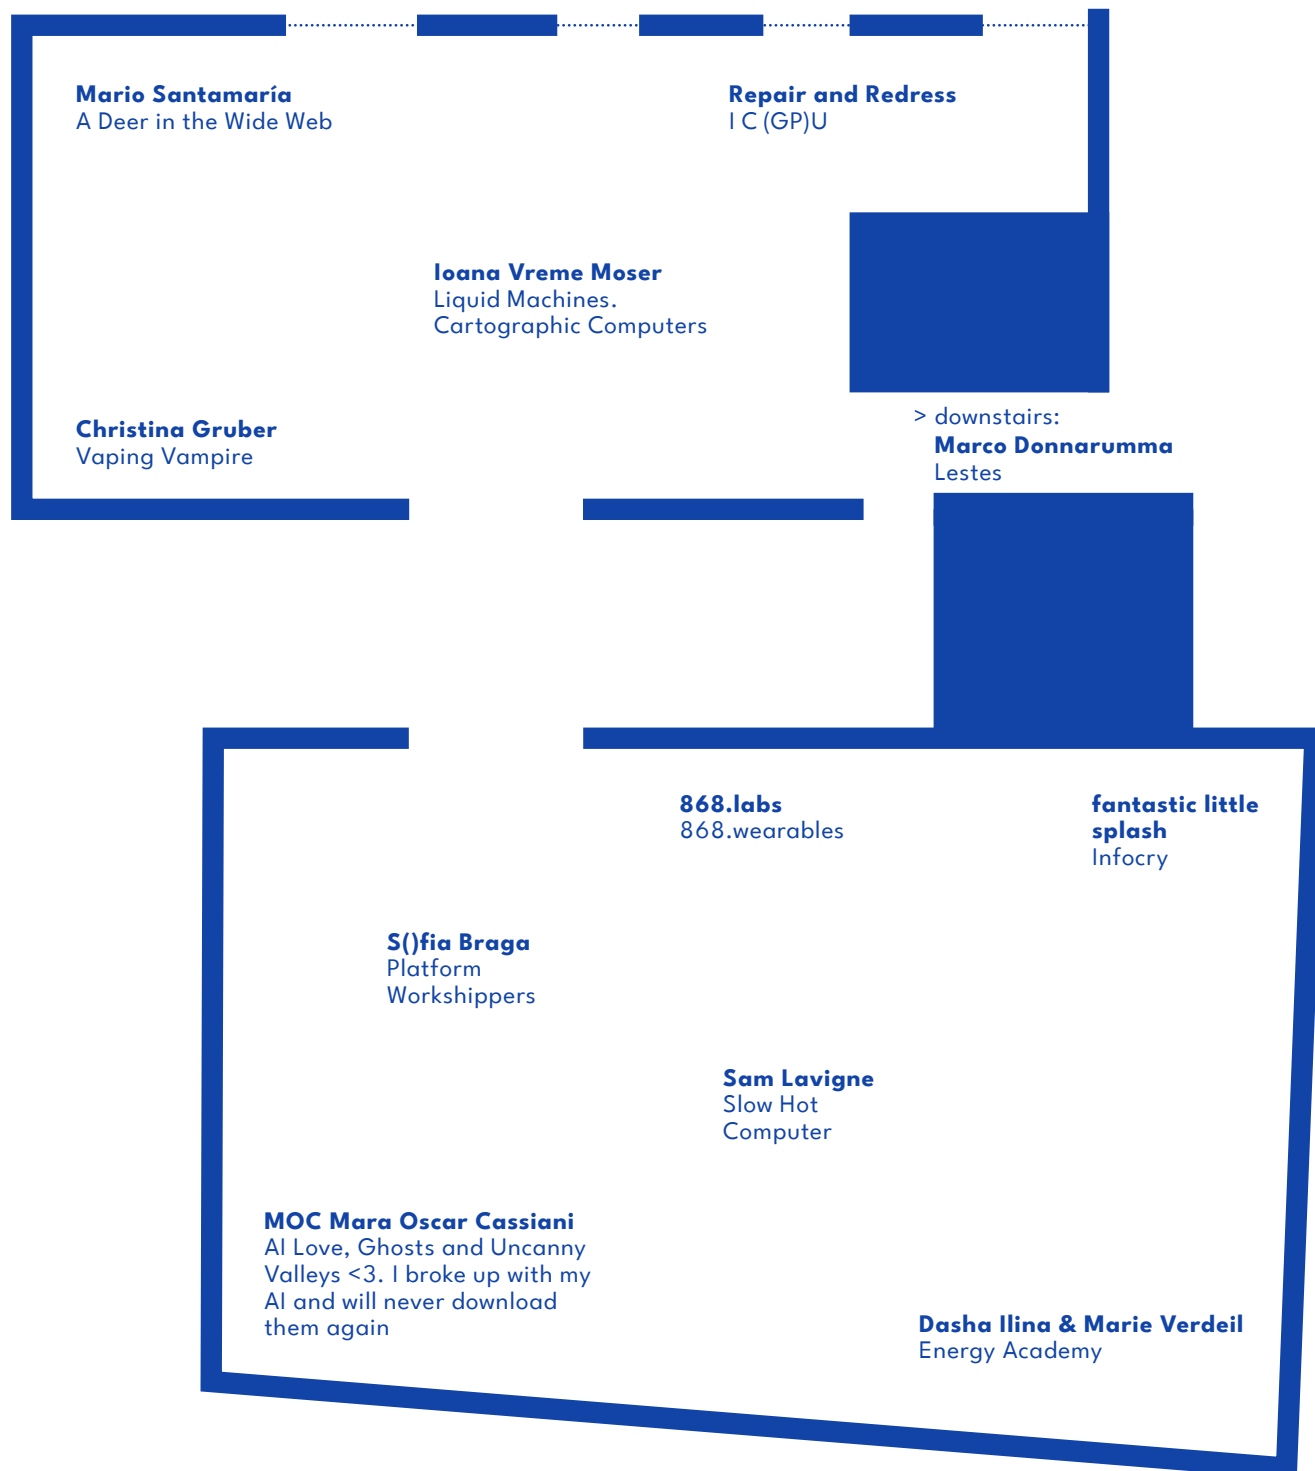 Mario Santamaría
A Deer in the Wide Web
Repair and Redress
I C (GP)U
Ioana Vreme Moser
Liquid Machines.
Cartographic Computers
Christina Gruber
Vaping Vampire
> downstairs:
Marco Donnarumma
Lestes
868.labs
868.wearables
fantastic little
splash
Infocry
S()fia Braga
Platform
Workshippers
Sam Lavigne
Slow Hot
Computer
MOC Mara Oscar Cassiani
AI Love, Ghosts and Uncanny
Valleys <3. I broke up with my
AI and will never download
them again
Dasha Ilina & Marie Verdeil
Energy Academy